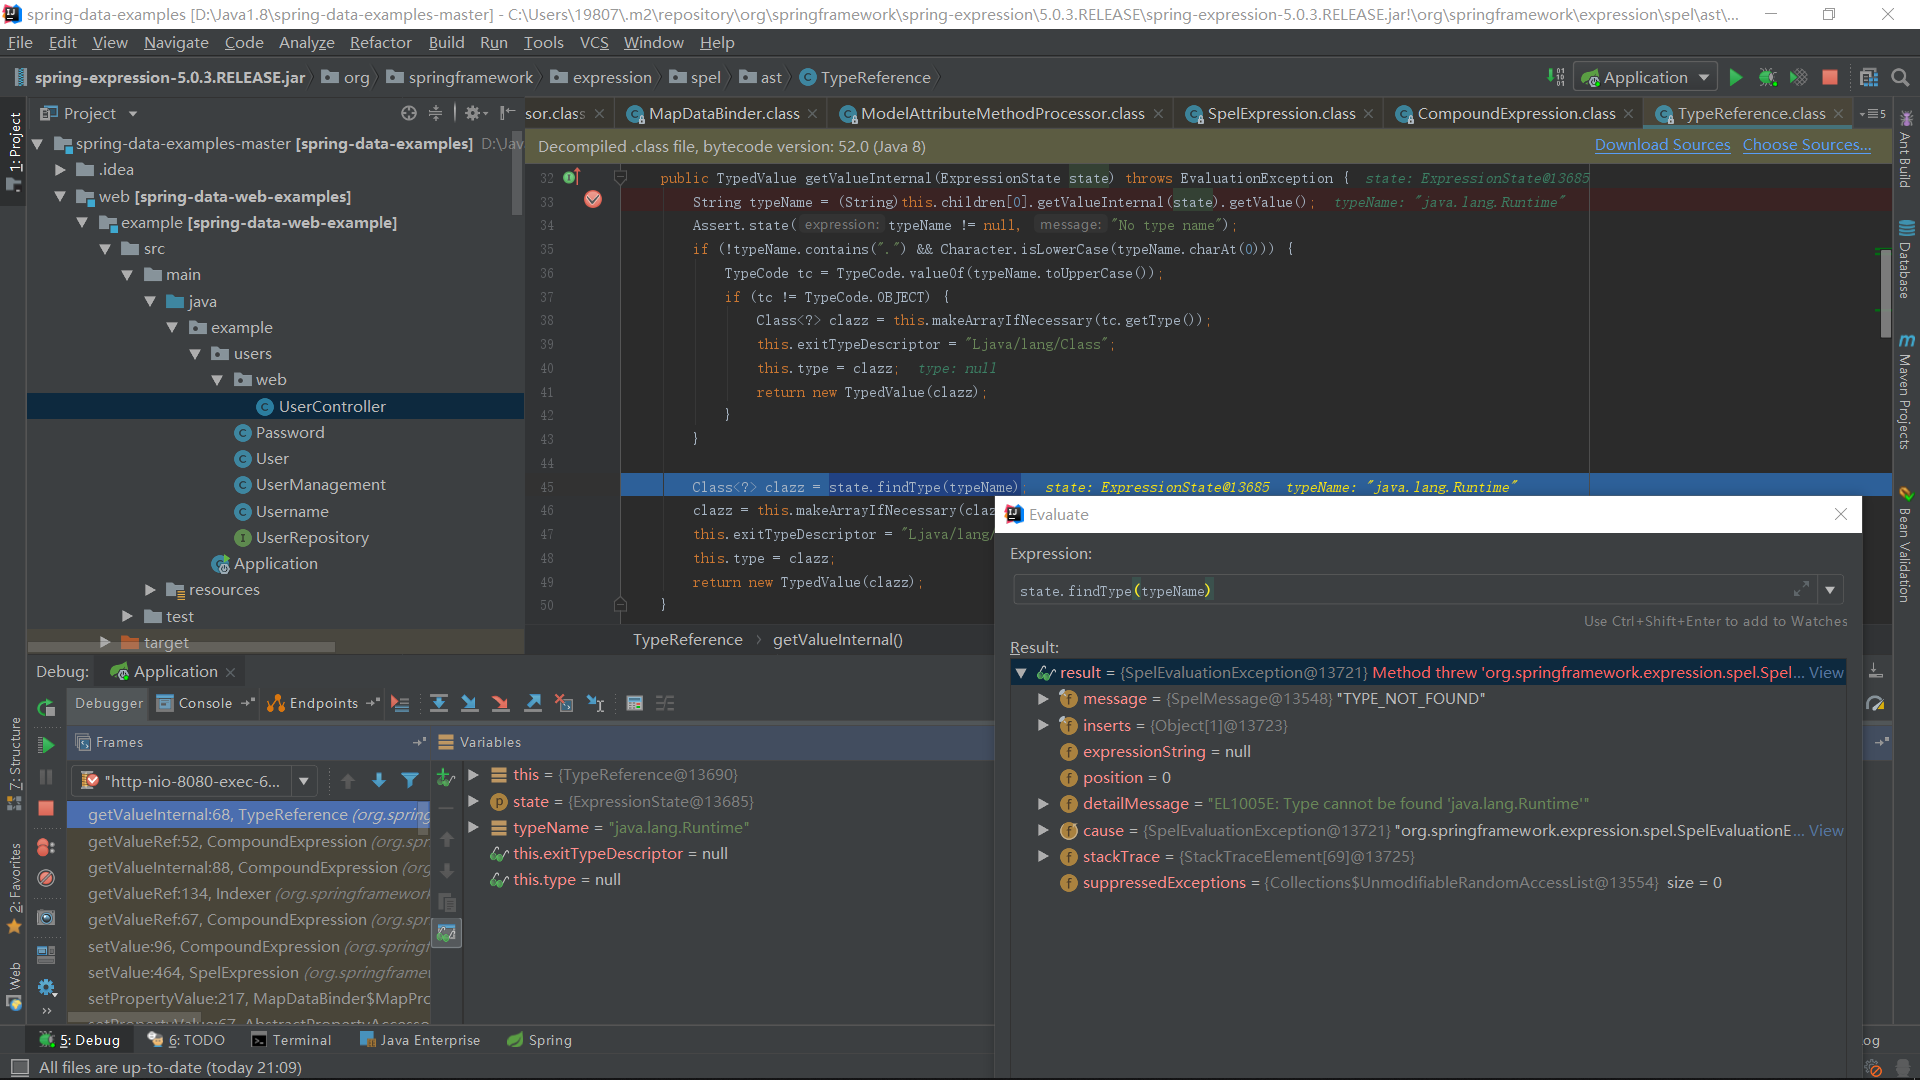 spring-data-examples [D:\Java1.8\spring-data-examples-master] - C:\Users\19807\.m2\repository\org\springframework\spring-expression\5.0.3.RELEASE\spring-expression-5.0.3.RELEASE.jar!\org\springframework\expression\spel\ast\...
File Edit View Navigate Code Analyze Refactor Build Run Tools VCS Window Help
spring-expression-5.0.3.RELEASE.jar org springframework expression spel ast TypeReference Application
Project
sor.class MapDataBinder.class ModelAttributeMethodProcessor.class SpelExpression.class CompoundExpression.class TypeReference.class
5
Decompiled .class file, bytecode version: 52.0 (Java 8) Download Sources Choose Sources...
1: Project
Z: Structure
2: Favorites
Web
spring-data-examples-master [spring-data-examples] D:\Jav
.idea
web [spring-data-web-examples]
example [spring-data-web-example]
src
main
java
example
users
web
UserController
Password
User
UserManagement
Username
UserRepository
Application
resources
test
target
32 public TypedValue getValueInternal(ExpressionState state) throws EvaluationException { state: ExpressionState@13685
33 String typeName = (String)this.children[0].getValueInternal(state).getValue(); typeName: "java.lang.Runtime"
34 Assert.state( expression: typeName != null, message: "No type name");
35 if (!typeName.contains(".") && Character.isLowerCase(typeName.charAt(0))) {
36 TypeCode tc = TypeCode.valueOf(typeName.toUpperCase());
37 if (tc != TypeCode.OBJECT) {
38 Class<?> clazz = this.makeArrayIfNecessary(tc.getType());
39 this.exitTypeDescriptor = "Ljava/lang/Class";
40 this.type = clazz; type: null
41 return new TypedValue(clazz);
42 }
43 }
44
45 Class<?> clazz = state.findType(typeName); state: ExpressionState@13685 typeName: "java.lang.Runtime"
46 clazz = this.makeArrayIfNecessary(claz
47 this.exitTypeDescriptor = "Ljava/lang/
48 this.type = clazz;
49 return new TypedValue(clazz);
50 }
TypeReference getValueInternal()
Ant Build
Database
Maven Projects
Bean Validation
Evaluate
Expression:
state.findType(typeName)
Use Ctrl+Shift+Enter to add to Watches
Result:
result = {SpelEvaluationException@13721} Method threw 'org.springframework.expression.spel.Spel... View
message = {SpelMessage@13548} "TYPE_NOT_FOUND"
inserts = {Object[1]@13723}
expressionString = null
position = 0
detailMessage = "EL1005E: Type cannot be found 'java.lang.Runtime'"
cause = {SpelEvaluationException@13721} "org.springframework.expression.spel.SpelEvaluationE... View
stackTrace = {StackTraceElement[69]@13725}
suppressedExceptions = {Collections$UnmodifiableRandomAccessList@13554} size = 0
Debug: Application
Debugger Console Endpoints
Frames
Variables
"http-nio-8080-exec-6...
getValueInternal:68, TypeReference (org.spring
getValueRef:52, CompoundExpression (org.spr
getValueInternal:88, CompoundExpression (org
getValueRef:134, Indexer (org.springframework
getValueRef:67, CompoundExpression (org.spr
setValue:96, CompoundExpression (org.springf
setValue:464, SpelExpression (org.springframew
setPropertyValue:217, MapDataBinder$MapPrc
setPropertyValue:67, AbstractPropertyAccesso
this = {TypeReference@13690}
state = {ExpressionState@13685}
typeName = "java.lang.Runtime"
this.exitTypeDescriptor = null
this.type = null
5: Debug 6: TODO Terminal Java Enterprise Spring
og
All files are up-to-date (today 21:09)